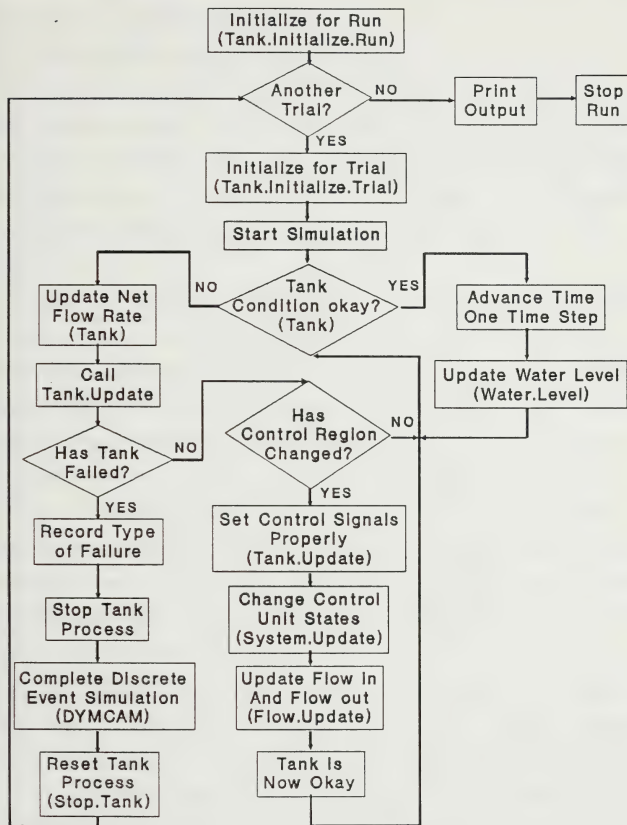 Initialize for Run
(Tank.Initialize.Run)
Another
Trial?
NO
Print
Output
Stop
Run
YES
Initialize for Trial
(Tank.Initialize.Trial)
Start Simulation
NO
Tank
Condition okay?
(Tank)
YES
Update Net
Flow Rate
(Tank)
Advance Time
One Time Step
Call
Tank.Update
Update Water Level
(Water.Level)
Has Tank
Failed?
NO
Has
Control Region
Changed?
NO
YES
YES
Record Type
of Failure
Set Control Signals
Properly
(Tank.Update)
Stop Tank
Process
Change Control
Unit States
(System.Update)
Complete Discrete
Event Simulation
(DYMCAM)
Update Flow In
And Flow out
(Flow.Update)
Reset Tank
Process
(Stop.Tank)
Tank Is
Now Okay